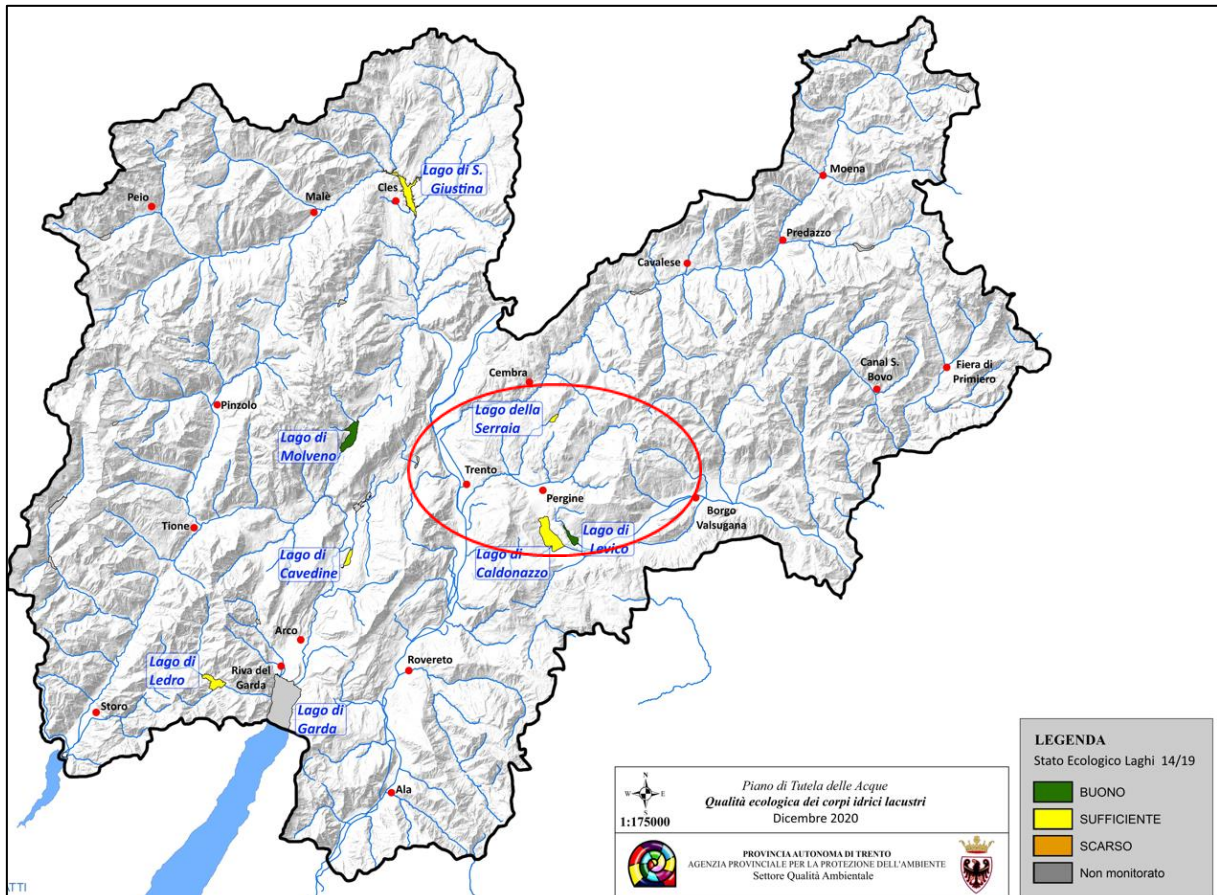 Lago di S.
Giustina
Cles
Peio
Malè
Moena
Predazzo
Cavalese
Canal S.
Bovo
Fiera di
Primiero
Cembra
Pinzolo
Lago della
Serraia
Lago di
Molveno
Trento
Pergine
Borgo
Valsugana
Tione
Lago di
Levico
Lago di
Cavedine
Lago di
Caldonazzo
Arco
Riva del
Garda
Rovereto
Lago di
Ledro
Storo
Lago di
Garda
Ala
LEGENDA
Stato Ecologico Laghi 14/19
BUONO
SUFFICIENTE
SCARSO
Non monitorato
N
W E
S
1:175000
Piano di Tutela delle Acque
Qualità ecologica dei corpi idrici lacustri
Dicembre 2020
PROVINCIA AUTONOMA DI TRENTO
AGENZIA PROVINCIALE PER LA PROTEZIONE DELL'AMBIENTE
Settore Qualità Ambientale
ATTI